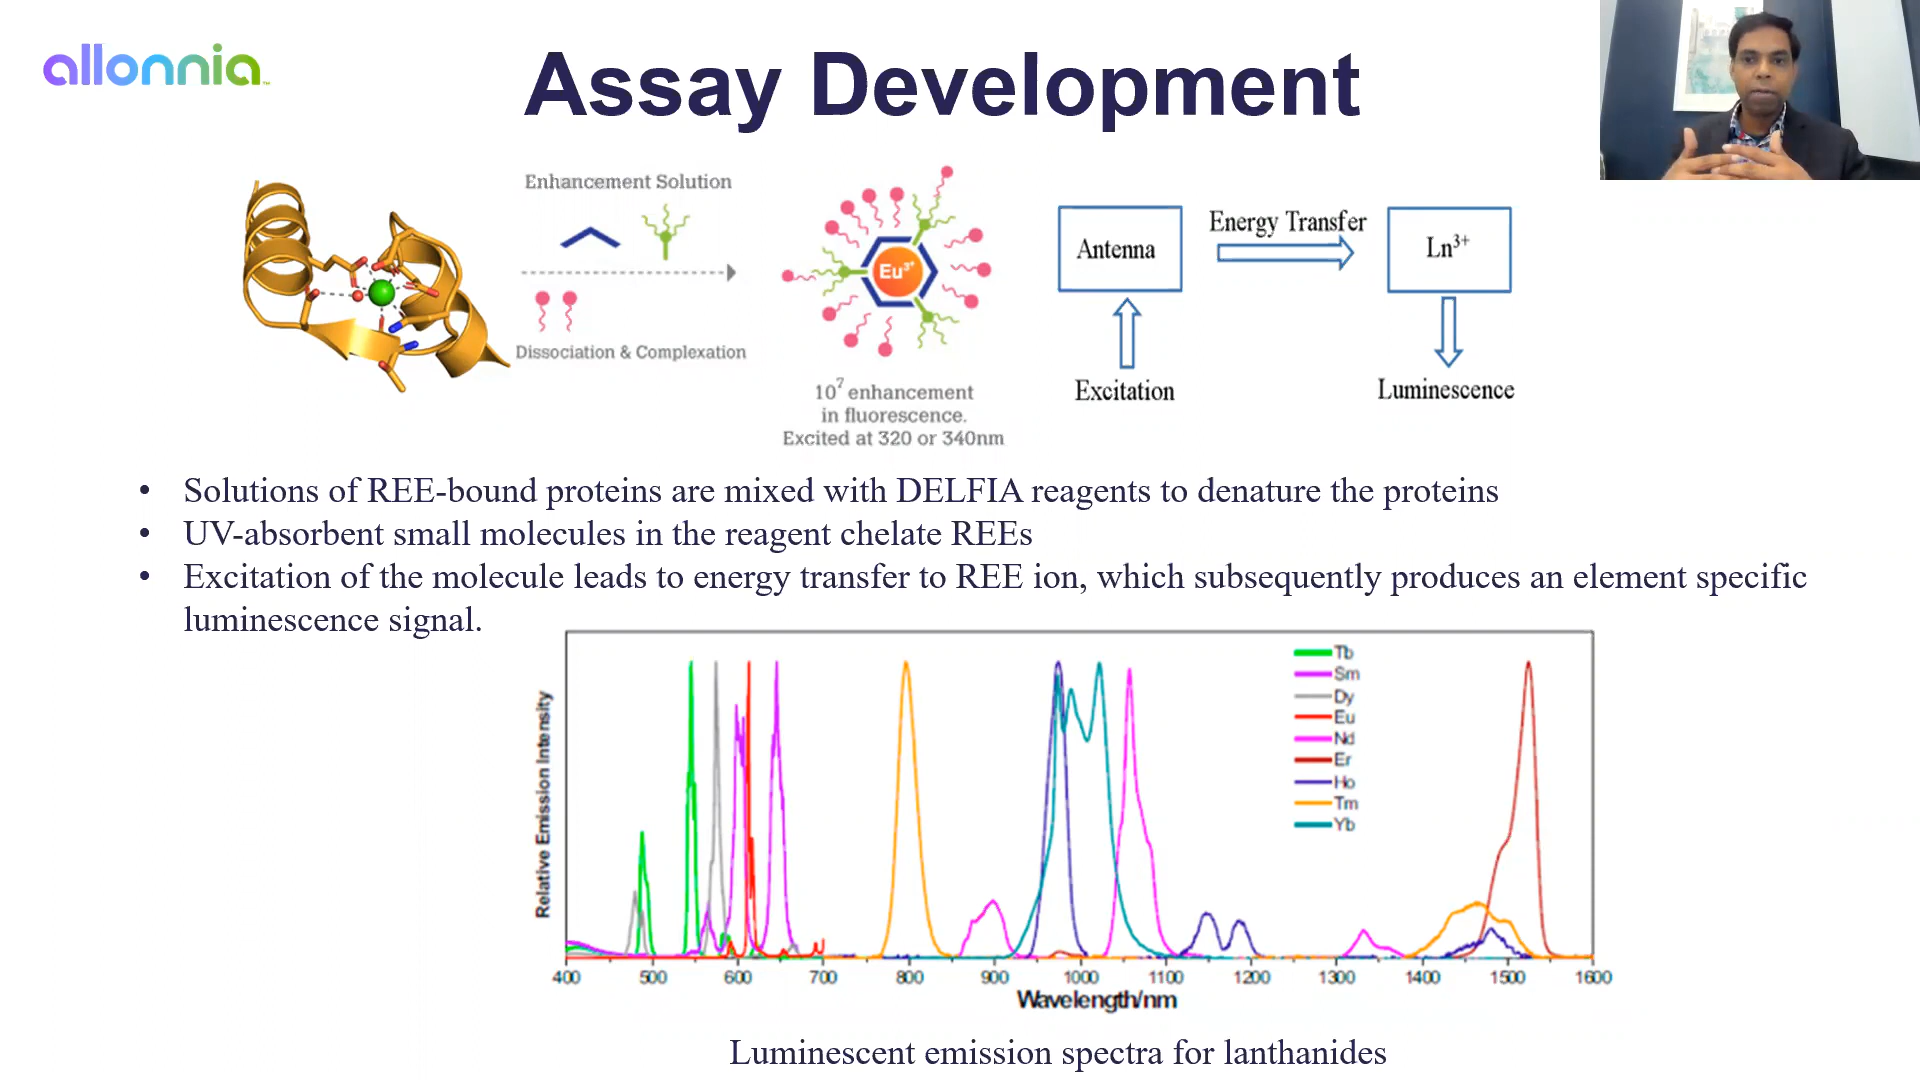 allonnia™
Assay Development
Enhancement Solution
Dissociation & Complexation
Eu³⁺
10⁷ enhancement
in fluorescence.
Excited at 320 or 340nm
Antenna
Energy Transfer
Ln³⁺
Excitation
Luminescence
• Solutions of REE-bound proteins are mixed with DELFIA reagents to denature the proteins
• UV-absorbent small molecules in the reagent chelate REEs
• Excitation of the molecule leads to energy transfer to REE ion, which subsequently produces an element specific
luminescence signal.
Relative Emission Intensity
Tb
Sm
Dy
Eu
Nd
Er
Ho
Tm
Yb
400 500 600 700 800 900 1000 1100 1200 1300 1400 1500 1600
Wavelength/nm
Luminescent emission spectra for lanthanides